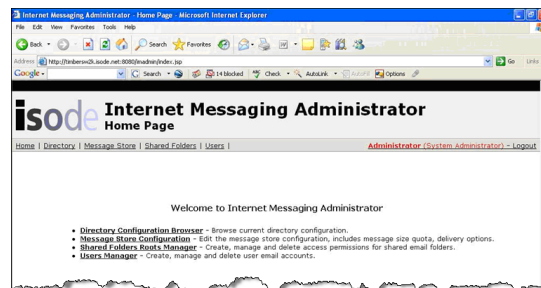 Internet Messaging Administrator - Home Page - Microsoft Internet Explorer
File Edit View Favorites Tools Help
Back Search Favorites
Address http://timbersw2k.isode.net:8080/imadmin/index.jsp Go Links
Google Search 14 blocked Check AutoLink AutoFill Options
isode Internet Messaging Administrator
Home Page
Home | Directory | Message Store | Shared Folders | Users | Administrator (System Administrator) - Logout
Welcome to Internet Messaging Administrator
• Directory Configuration Browser - Browse current directory configuration.
• Message Store Configuration - Edit the message store configuration, includes message size quota, delivery options.
• Shared Folders Roots Manager - Create, manage and delete access permissions for shared email folders.
• Users Manager - Create, manage and delete user email accounts.